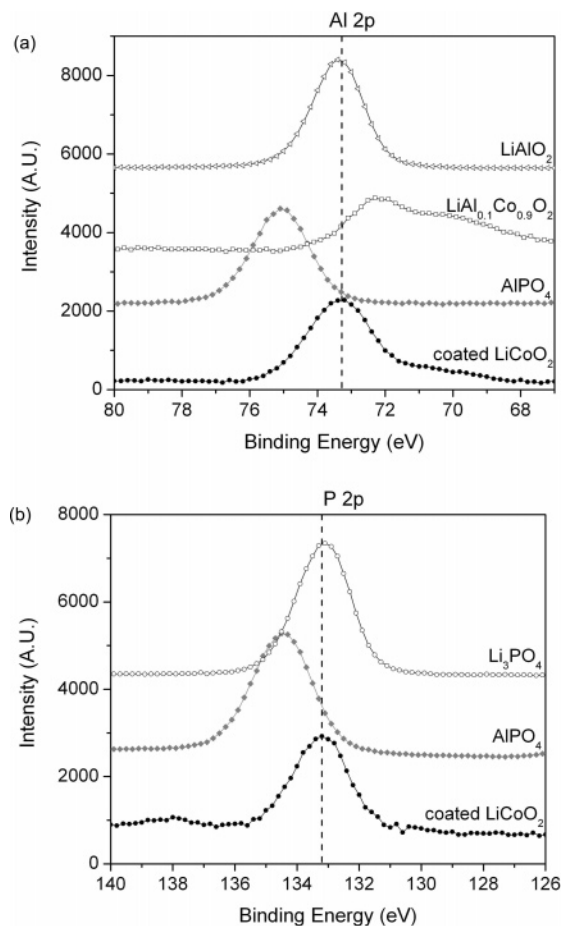 Al 2p
(a)
8000
6000
4000
2000
0
Intensity (A.U.)
LiAlO₂
LiAl₀.₁Co₀.₉O₂
AlPO₄
coated LiCoO₂
80 78 76 74 72 70 68
Binding Energy (eV)
P 2p
(b)
8000
6000
4000
2000
0
Intensity (A.U.)
Li₃PO₄
AlPO₄
coated LiCoO₂
140 138 136 134 132 130 128 126
Binding Energy (eV)